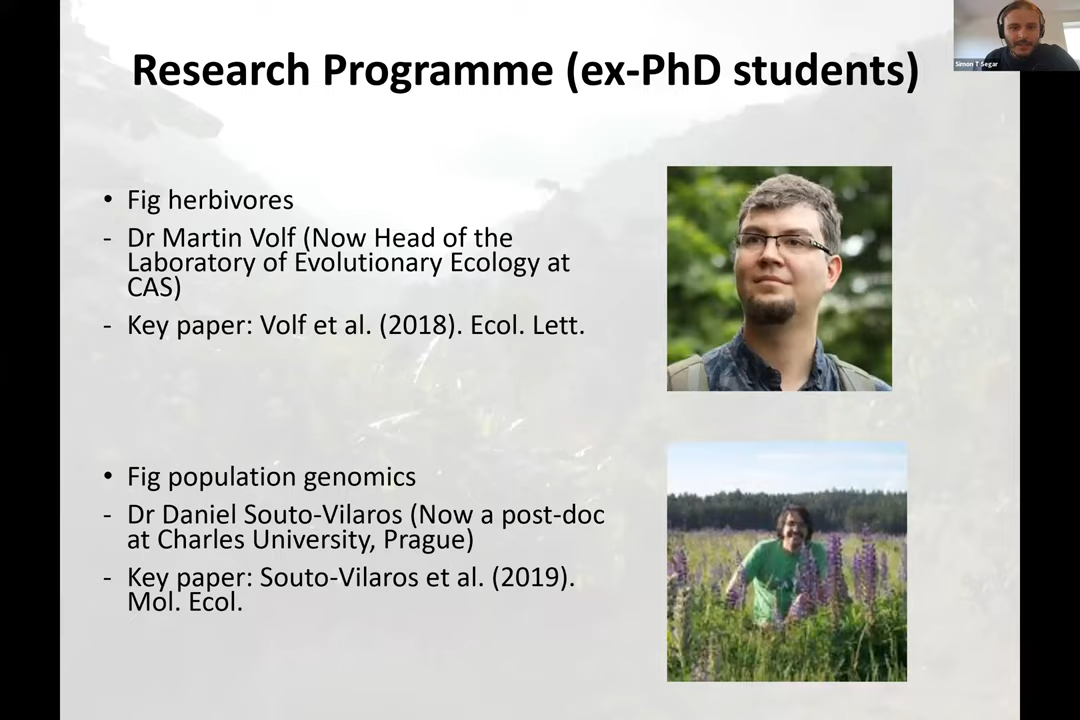 Research Programme (ex-PhD students)
Simon T Segar
• Fig herbivores
- Dr Martin Volf (Now Head of the
Laboratory of Evolutionary Ecology at
CAS)
- Key paper: Volf et al. (2018). Ecol. Lett.
• Fig population genomics
- Dr Daniel Souto-Vilaros (Now a post-doc
at Charles University, Prague)
- Key paper: Souto-Vilaros et al. (2019).
Mol. Ecol.